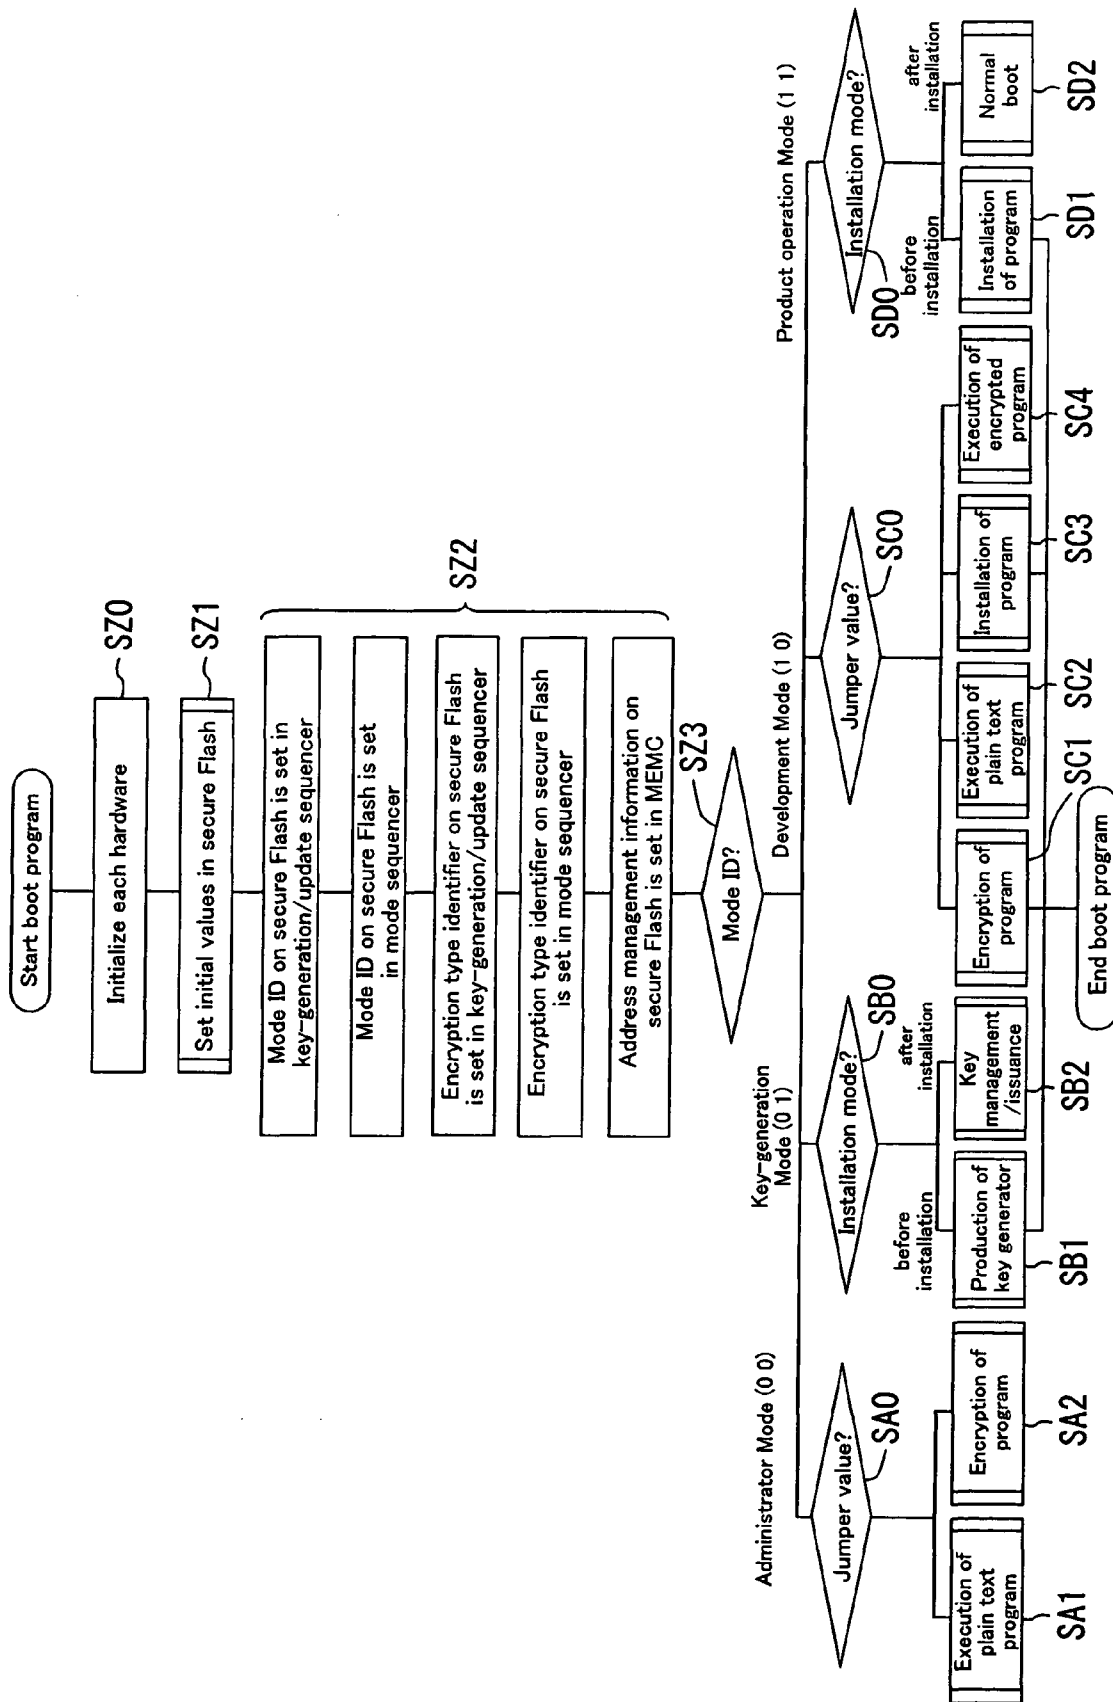 Start boot program
Initialize each hardware
SZ0
Set initial values in secure Flash
SZ1
Mode ID on secure Flash is set in
key-generation/update sequencer
Mode ID on secure Flash is set
in mode sequencer
Encryption type identifier on secure Flash
is set in key-generation/update sequencer
Encryption type identifier on secure Flash
is set in mode sequencer
Address management information on
secure Flash is set in MEMC
SZ2
Mode ID?
SZ3
Administrator Mode (0 0)
Key-generation
Mode (0 1)
Development Mode (1 0)
Product operation Mode (1 1)
Jumper value?
SA0
Installation mode?
SB0
Jumper value?
SC0
Installation mode?
SD0
before
installation
after
installation
before
installation
after
installation
Execution of
plain text
program
SA1
Encryption of
program
SA2
Production of
key generator
SB1
Key
management
/issuance
SB2
Encryption of
program
SC1
Execution of
plain text
program
SC2
Installation of
program
SC3
Execution of
encrypted
program
SC4
Installation
of program
SD1
Normal
boot
SD2
End boot program